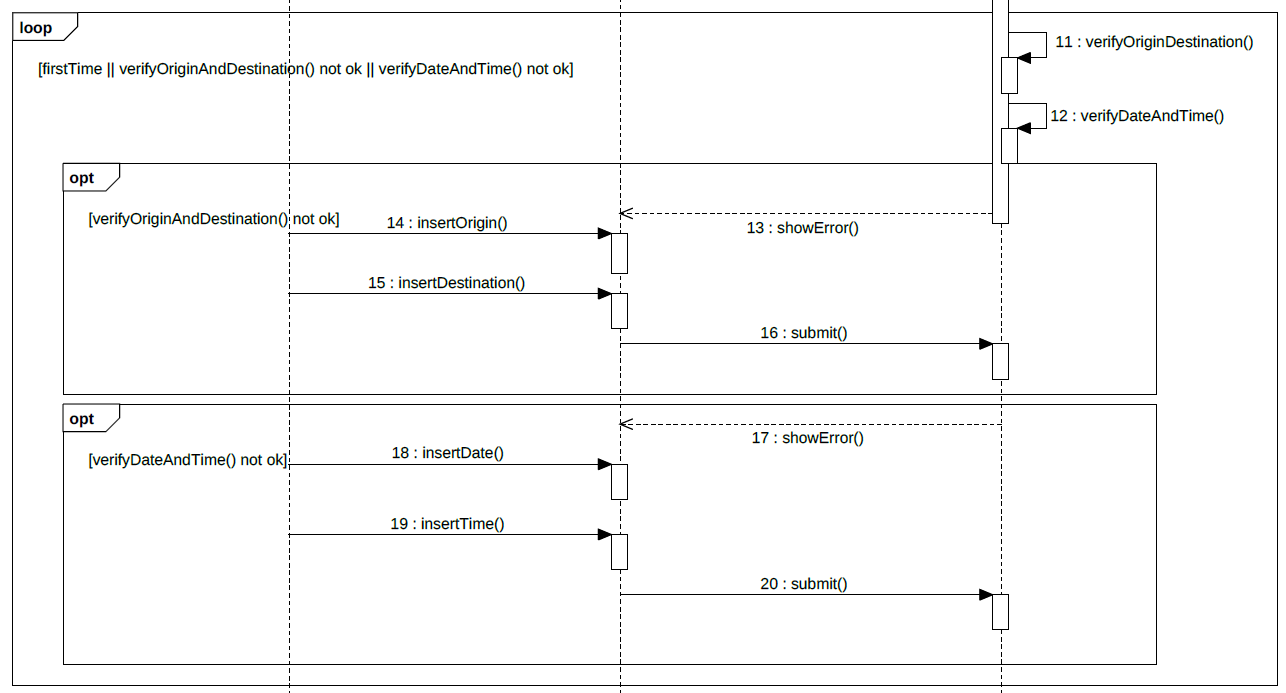 loop
11 : verifyOriginDestination()
[firstTime || verifyOriginAndDestination() not ok || verifyDateAndTime() not ok]
12 : verifyDateAndTime()
opt
[verifyOriginAndDestination() not ok]
14 : insertOrigin()
13 : showError()
15 : insertDestination()
16 : submit()
opt
17 : showError()
[verifyDateAndTime() not ok]
18 : insertDate()
19 : insertTime()
20 : submit()